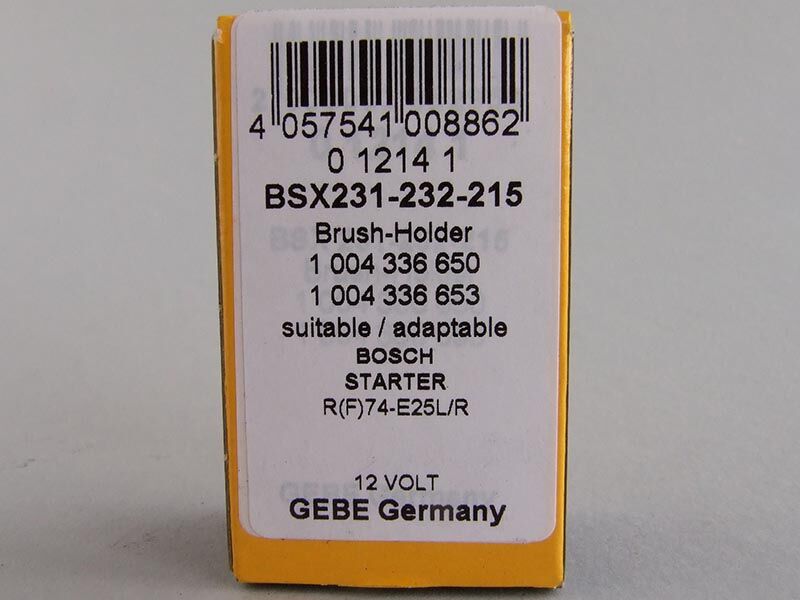 4 057541 008862
0 1214 1
BSX231-232-215
Brush-Holder
1 004 336 650
1 004 336 653
suitable / adaptable
BOSCH
STARTER
R(F)74-E25L/R
12 VOLT
GEBE Germany